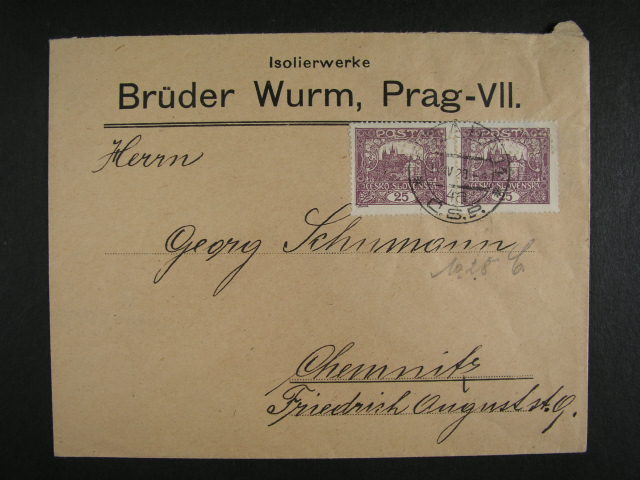 Isolierwerke
Brüder Wurm, Prag-VII.
POSTA POSTA
ČESKO-SLOVENSKÁ ČESKO-SLOVENSKÁ
25 25
Č.S.P.
Herrn
Georg Schumann
Chemnitz
Friedrich Auguststr. 9.